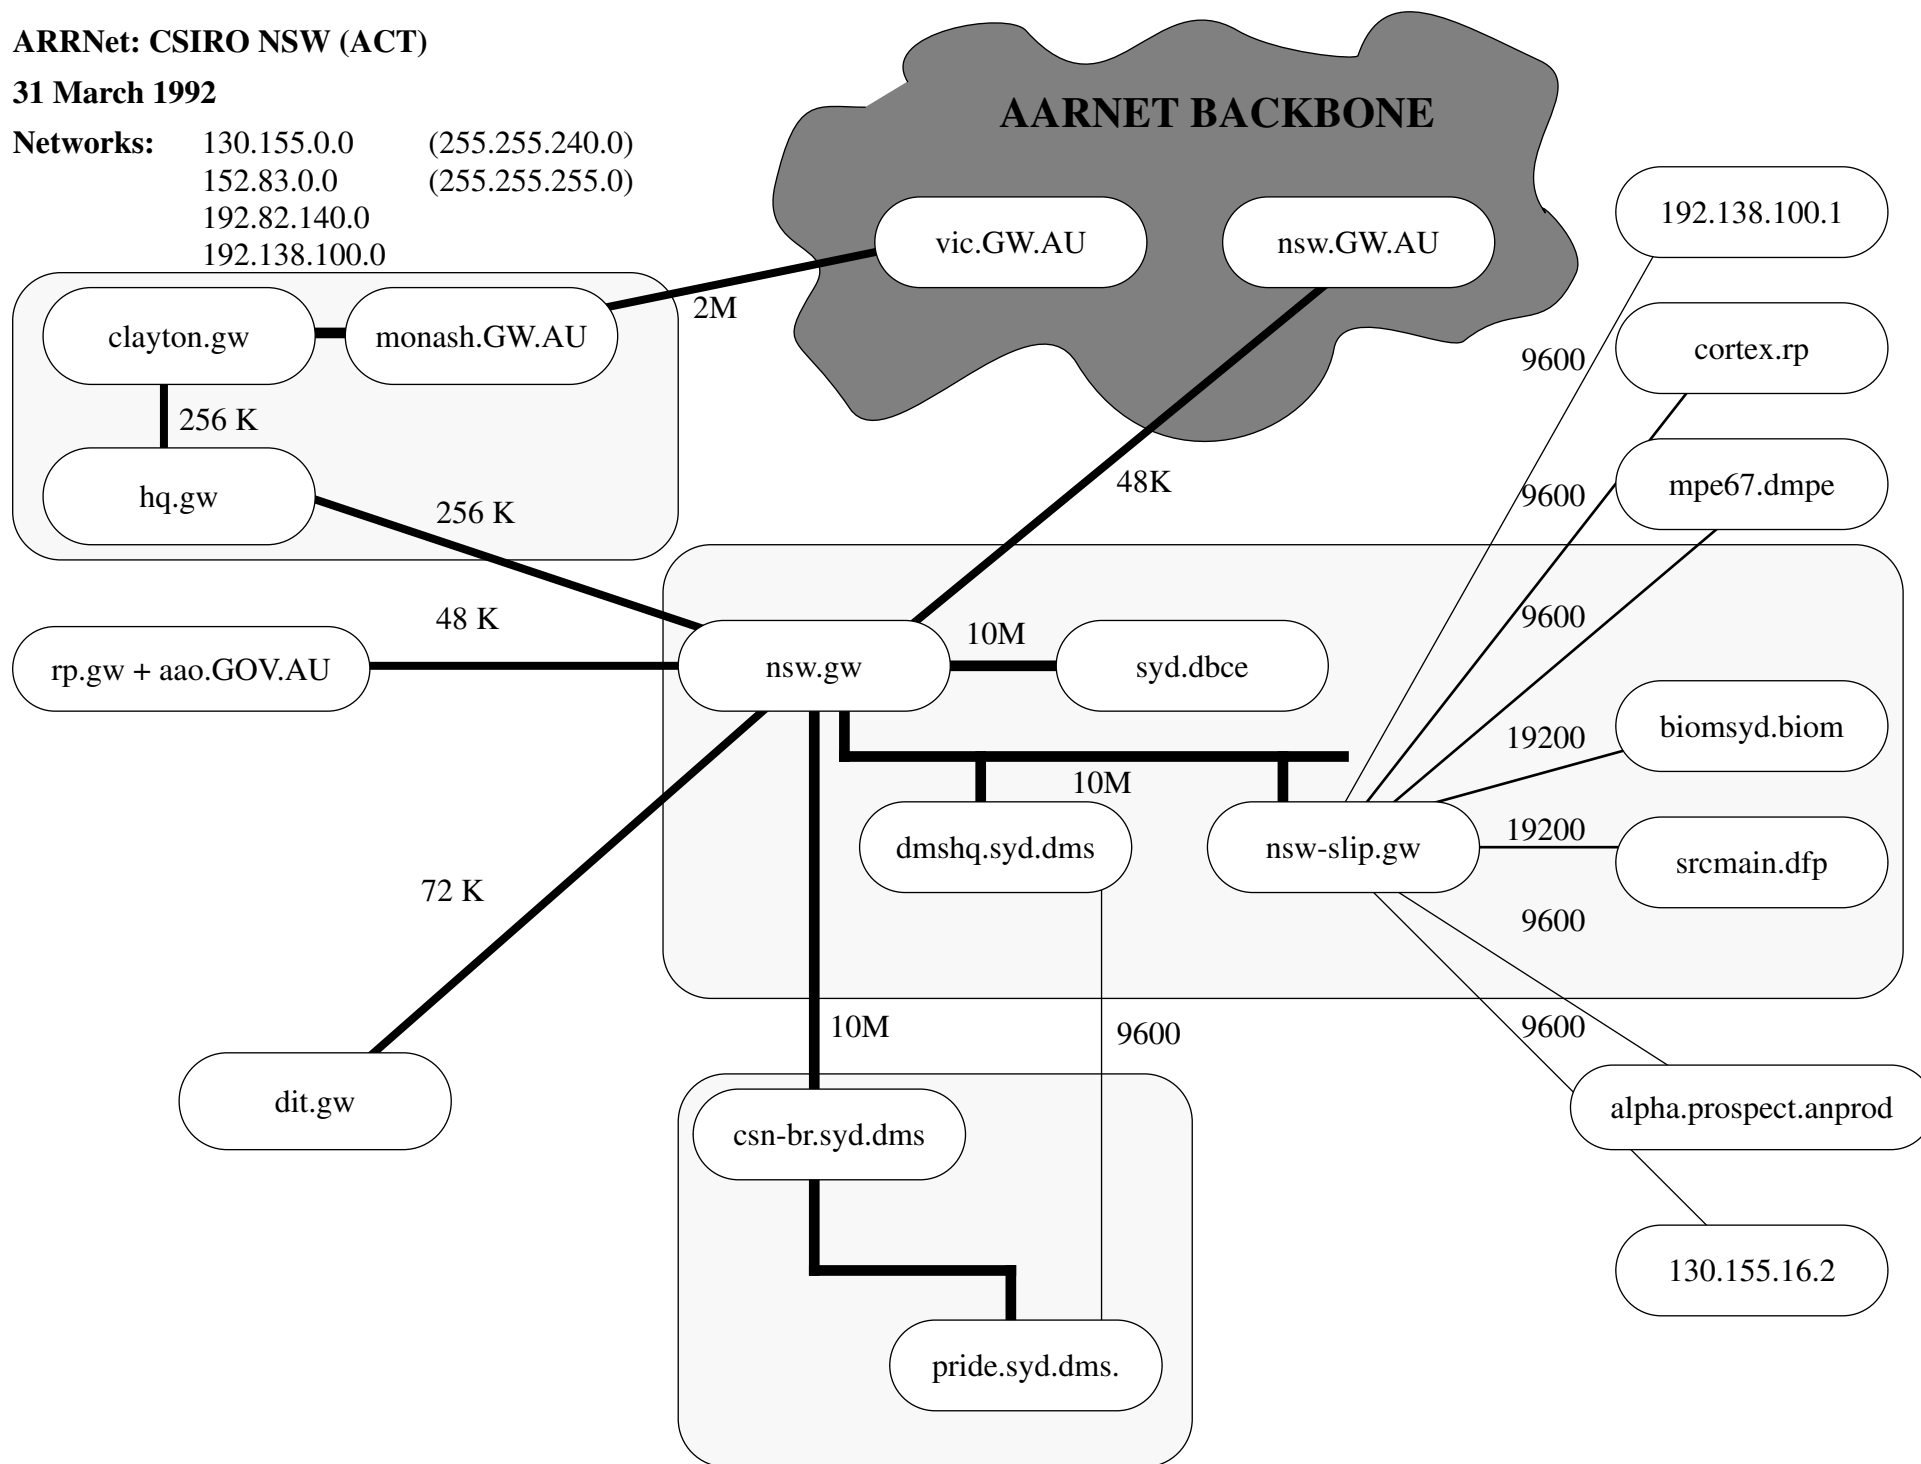 ARRNet: CSIRO NSW (ACT)
31 March 1992
Networks: 130.155.0.0 (255.255.240.0)
152.83.0.0 (255.255.255.0)
192.82.140.0
192.138.100.0
AARNET BACKBONE
vic.GW.AU
nsw.GW.AU
192.138.100.1
2M
clayton.gw
monash.GW.AU
9600
cortex.rp
256 K
hq.gw
256 K
48K
9600
mpe67.dmpe
48 K
9600
rp.gw + aao.GOV.AU
nsw.gw
10M
syd.dbce
19200
biomsyd.biom
10M
dmshq.syd.dms
nsw-slip.gw
19200
srcmain.dfp
72 K
9600
10M
9600
9600
dit.gw
csn-br.syd.dms
alpha.prospect.anprod
130.155.16.2
pride.syd.dms.